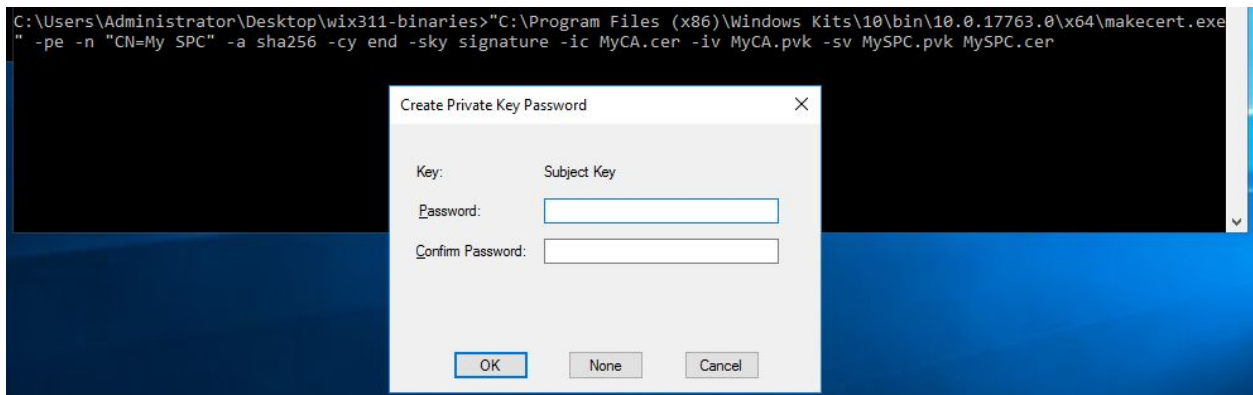 C:\Users\Administrator\Desktop\wix311-binaries>"C:\Program Files (x86)\Windows Kits\10\bin\10.0.17763.0\x64\makecert.exe
" -pe -n "CN=My SPC" -a sha256 -cy end -sky signature -ic MyCA.cer -iv MyCA.pvk -sv MySPC.pvk MySPC.cer
Create Private Key Password
Key: Subject Key
Password:
Confirm Password:
OK None Cancel